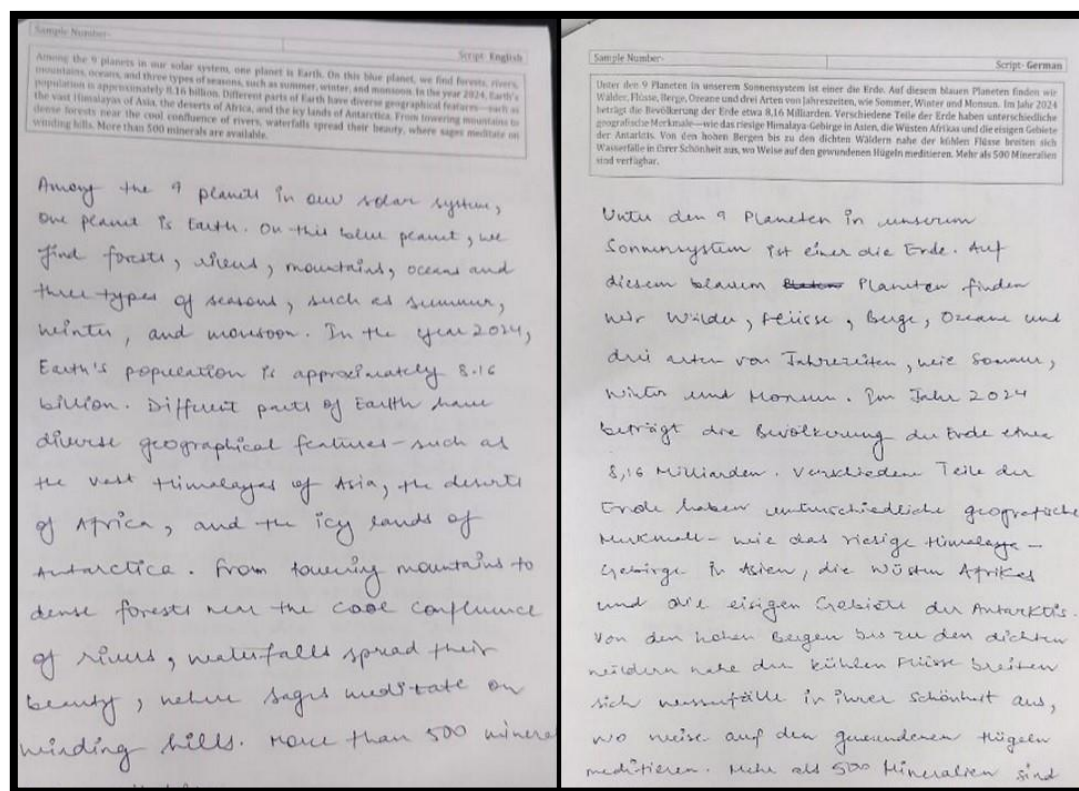 Sample Number-
Script- English
Among the 9 planets in our solar system, one planet is Earth. On this blue planet, we find forests, rivers,
mountains, oceans, and three types of seasons, such as summer, winter, and monsoon. In the year 2024, Earth's
population is approximately 8.16 billion. Different parts of Earth have diverse geographical features—such as
the vast Himalayas of Asia, the deserts of Africa, and the icy lands of Antarctica. From towering mountains to
dense forests near the cool confluence of rivers, waterfalls spread their beauty, where sages meditate on
winding hills. More than 500 minerals are available.
Among the 9 planets in our solar system,
one planet is Earth. On this blue planet, we
find forests, rivers, mountains, oceans and
three types of seasons, such as summer,
winter, and monsoon. In the year 2024,
Earth's population is approximately 8.16
billion. Different parts of Earth have
diverse geographical features - such as
the vast Himalayas of Asia, the deserts
of Africa, and the icy lands of
Antarctica. From towering mountains to
dense forests near the cool confluence
of rivers, waterfalls spread their
beauty, where sages meditate on
winding hills. More than 500 minera
Sample Number-
Script- German
Unter den 9 Planeten in unserem Sonnensystem ist einer die Erde. Auf diesem blauen Planeten finden wir
Wälder, Flüsse, Berge, Ozeane und drei Arten von Jahreszeiten, wie Sommer, Winter und Monsun. Im Jahr 2024
beträgt die Bevölkerung der Erde etwa 8,16 Milliarden. Verschiedene Teile der Erde haben unterschiedliche
geografische Merkmale—wie das riesige Himalaya-Gebirge in Asien, die Wüsten Afrikas und die eisigen Gebiete
der Antarktis. Von den hohen Bergen bis zu den dichten Wäldern nahe der kühlen Flüsse breiten sich
Wasserfälle in ihrer Schönheit aus, wo Weise auf den gewundenen Hügeln meditieren. Mehr als 500 Mineralien
sind verfügbar.
Unter den 9 Planeten in unserem
Sonnensystem ist einer die Erde. Auf
diesem blauem Planeten finden
wir Wälder, Flüsse, Berge, Ozeane und
drei arten von Jahrezeiten, wie Sommer,
Winter und Monsun. Im Jahr 2024
beträgt die Bevölkerung der Erde etwa
8,16 Milliarden. Verschiedene Teile der
Erde haben unterschiedliche geografische
Merkmale - wie das riesige Himalaya -
Gebirge in Asien, die Wüsten Afrikas
und die eisigen Gebiete der Antarktis.
Von den hohen Bergen bis zu den dichten
wäldern nahe der kühlen Flüsse breiten
sich wasserfälle in ihrer Schönheit aus,
wo weise auf den gewundenen Hügeln
meditieren. Mehr als 500 Mineralien sind